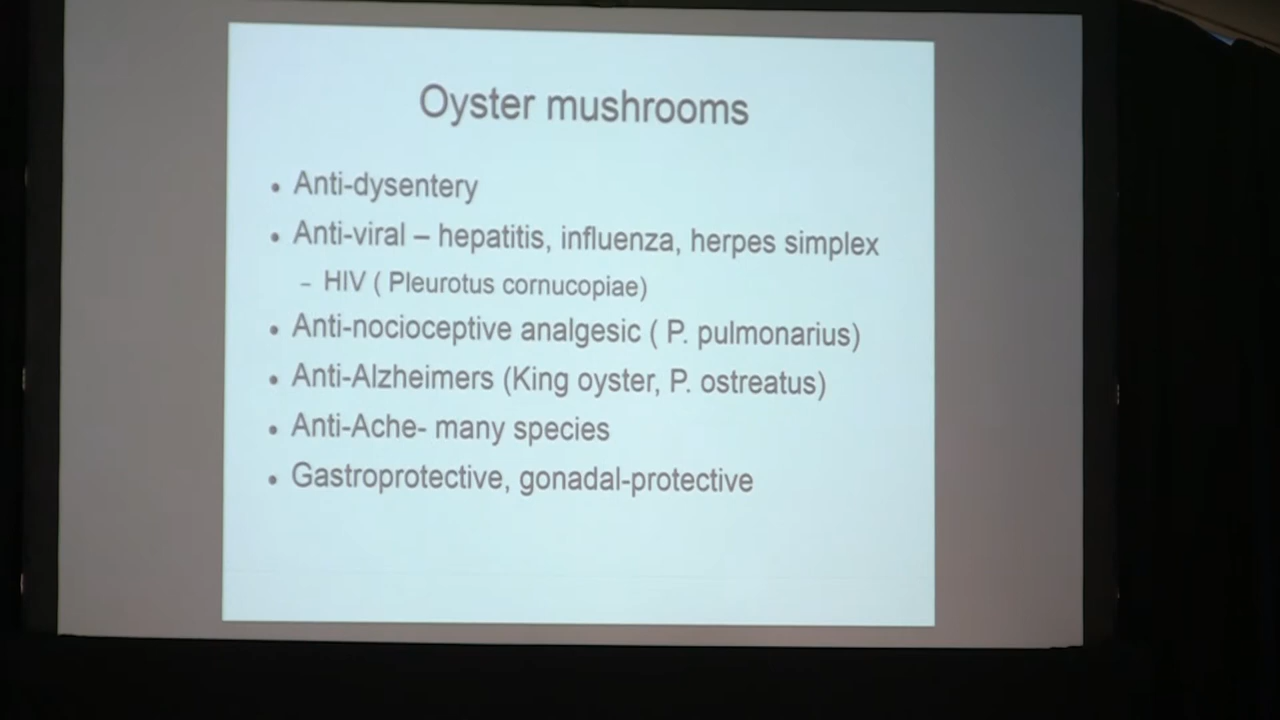 Oyster mushrooms
• Anti-dysentery
• Anti-viral – hepatitis, influenza, herpes simplex
– HIV ( Pleurotus cornucopiae)
• Anti-nocioceptive analgesic ( P. pulmonarius)
• Anti-Alzheimers (King oyster, P. ostreatus)
• Anti-Ache- many species
• Gastroprotective, gonadal-protective